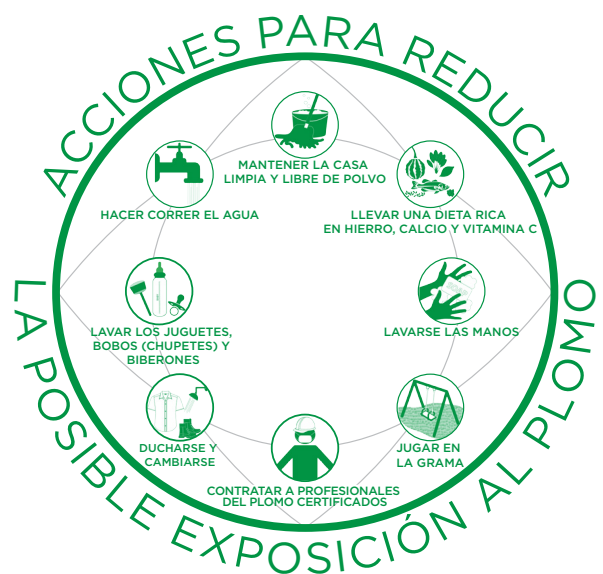 ACCIONES PARA REDUCIR
LA POSIBLE EXPOSICIÓN AL PLOMO
MANTENER LA CASA
LIMPIA Y LIBRE DE POLVO
LLEVAR UNA DIETA RICA
EN HIERRO, CALCIO Y VITAMINA C
LAVARSE LAS MANOS
JUGAR EN
LA GRAMA
CONTRATAR A PROFESIONALES
DEL PLOMO CERTIFICADOS
DUCHARSE Y
CAMBIARSE
LAVAR LOS JUGUETES,
BOBOS (CHUPETES) Y
BIBERONES
HACER CORRER EL AGUA